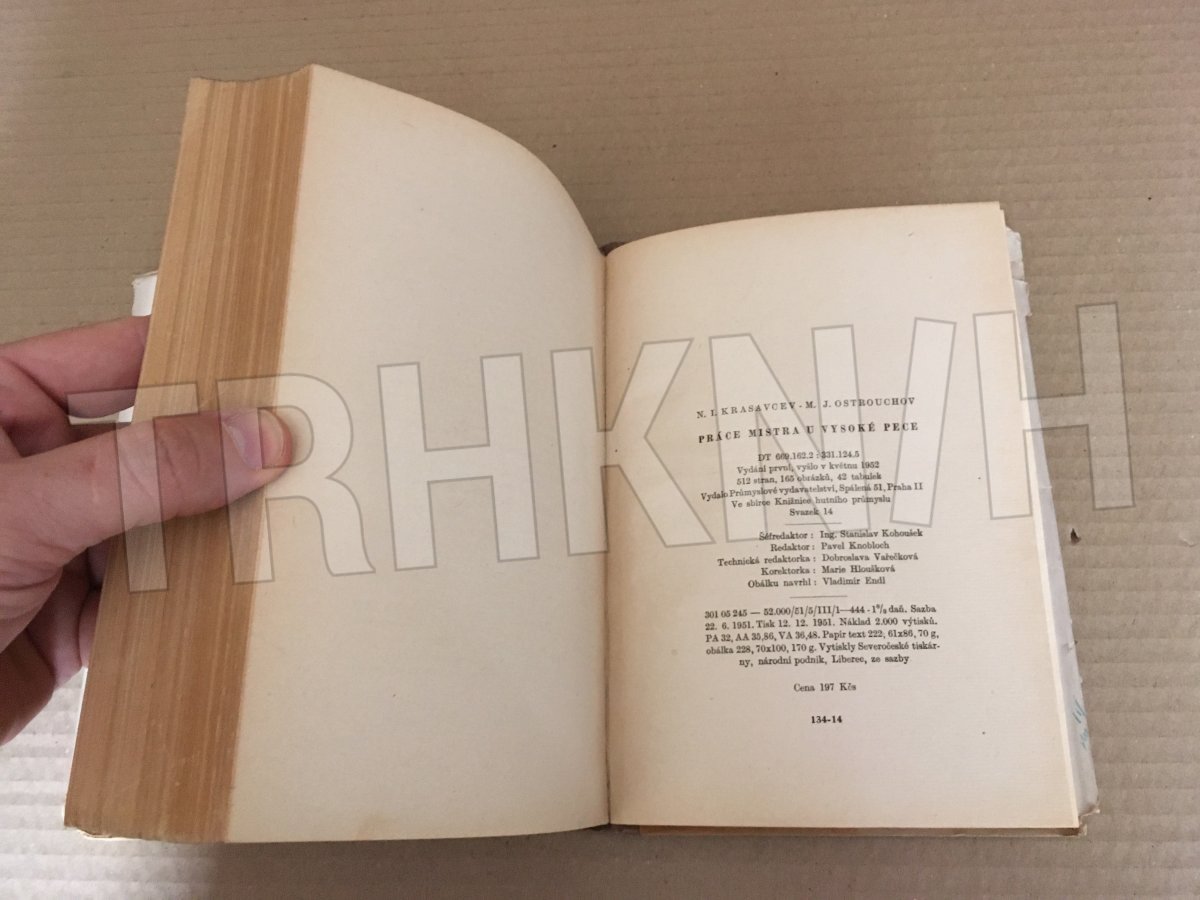 N. I. KRASAVCEV - M. J. OSTROUCHOV
PRÁCE MISTRA U VYSOKÉ PECE
DT 669.162.2 : 331.124.5
Vydání první, vyšlo v květnu 1952
512 stran, 165 obrázků, 42 tabulek
Vydalo Průmyslové vydavatelství, Spálená 51, Praha II
Ve sbírce Knižnice hutního průmyslu
Svazek 14
Šéfredaktor : Ing. Stanislav Kohoušek
Redaktor : Pavel Knobloch
Technická redaktorka : Dobroslava Vařečková
Korektorka : Marie Hloušková
Obálku navrhl : Vladimír Endl
301 05 245 — 52.000/51/5/III/1—444 - daň. Sazba
22. 6. 1951. Tisk 12. 12. 1951. Náklad 2.000 výtisků.
PA 32, AA 35,86, VA 36,48. Papír text 222, 61x86, 70 g,
obálka 228, 70x100, 170 g. Vytiskly Severočeské tiskár-
ny, národní podnik, Liberec, ze sazby
Cena 197 Kčs
134-14
TRHKNIH